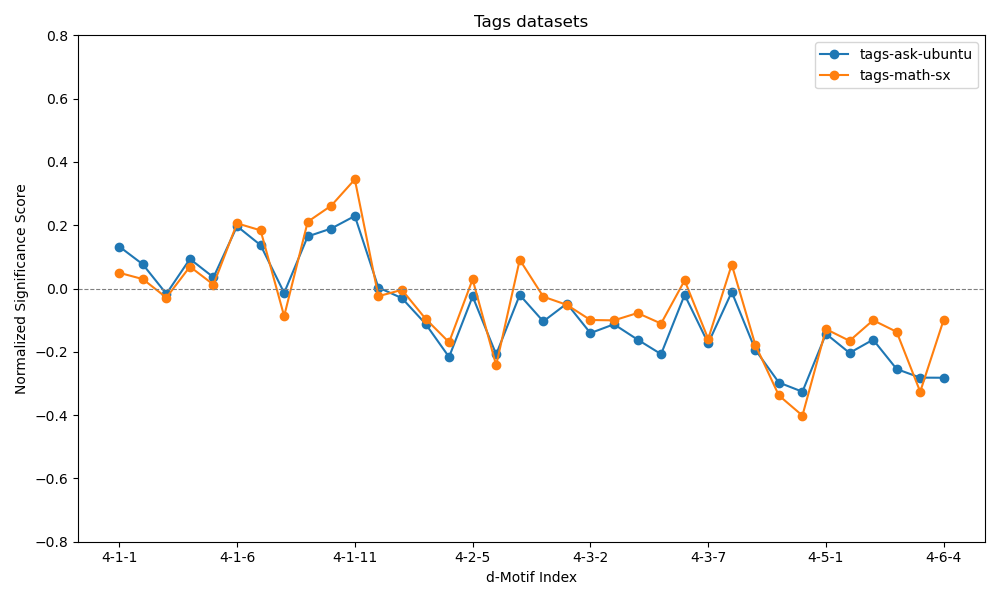 Tags datasets
tags-ask-ubuntu
tags-math-sx
Normailzed Significance Score
0.8
0.6
0.4
0.2
0.0
−0.2
−0.4
−0.6
−0.8
4-1-1 4-1-6 4-1-11 4-2-5 4-3-2 4-3-7 4-5-1 4-6-4
d-Motif Index